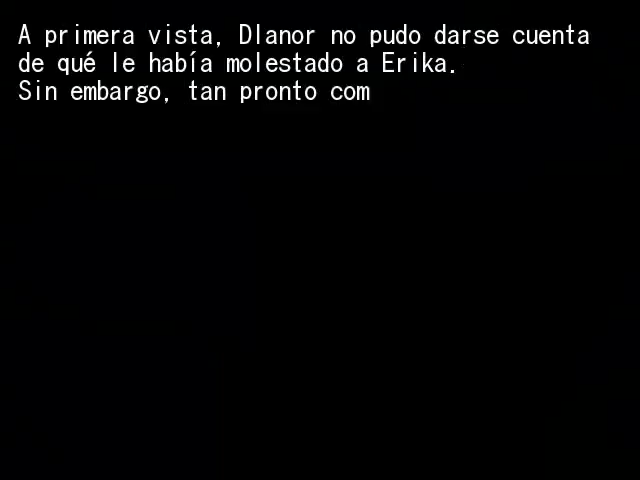 A primera vista, Dlanor no pudo darse cuenta
de qué le había molestado a Erika.
Sin embargo, tan pronto com